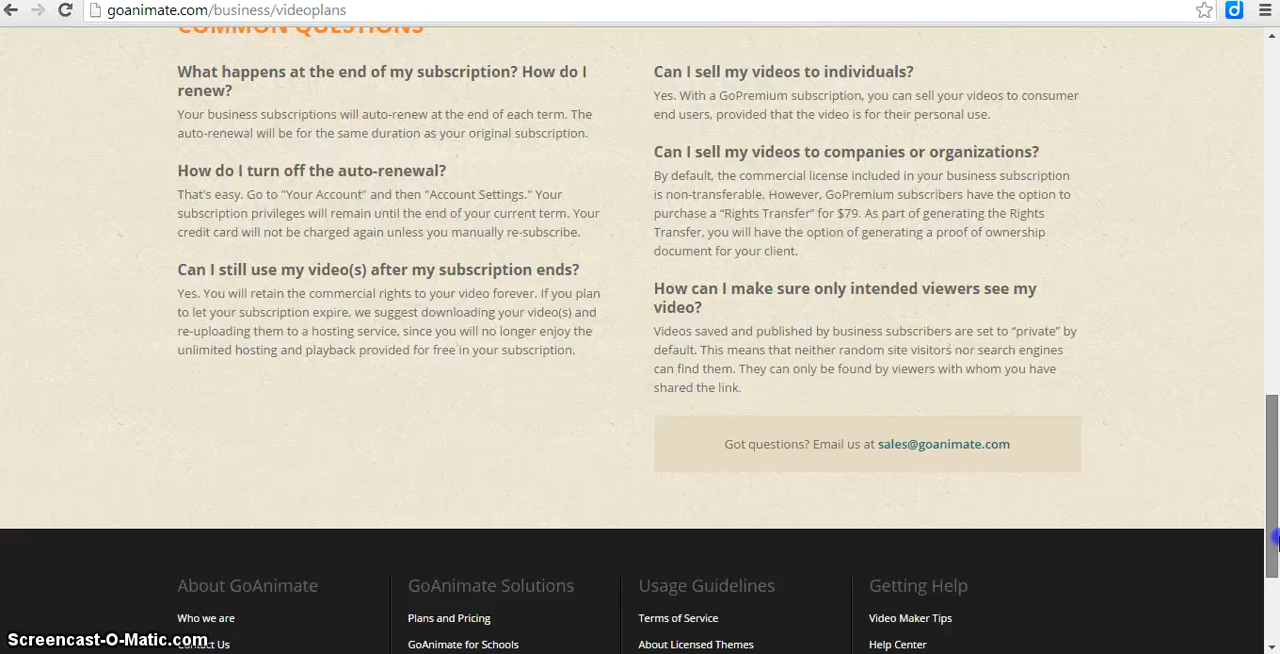 goanimate.com/business/videoplans
COMMON QUESTIONS
What happens at the end of my subscription? How do I
renew?
Your business subscriptions will auto-renew at the end of each term. The
auto-renewal will be for the same duration as your original subscription.
How do I turn off the auto-renewal?
That's easy. Go to "Your Account" and then "Account Settings." Your
subscription privileges will remain until the end of your current term. Your
credit card will not be charged again unless you manually re-subscribe.
Can I still use my video(s) after my subscription ends?
Yes. You will retain the commercial rights to your video forever. If you plan
to let your subscription expire, we suggest downloading your video(s) and
re-uploading them to a hosting service, since you will no longer enjoy the
unlimited hosting and playback provided for free in your subscription.
Can I sell my videos to individuals?
Yes. With a GoPremium subscription, you can sell your videos to consumer
end users, provided that the video is for their personal use.
Can I sell my videos to companies or organizations?
By default, the commercial license included in your business subscription
is non-transferable. However, GoPremium subscribers have the option to
purchase a “Rights Transfer” for $79. As part of generating the Rights
Transfer, you will have the option of generating a proof of ownership
document for your client.
How can I make sure only intended viewers see my
video?
Videos saved and published by business subscribers are set to “private” by
default. This means that neither random site visitors nor search engines
can find them. They can only be found by viewers with whom you have
shared the link.
Got questions? Email us at sales@goanimate.com
About GoAnimate
Who we are
Contact Us
GoAnimate Solutions
Plans and Pricing
GoAnimate for Schools
Usage Guidelines
Terms of Service
About Licensed Themes
Getting Help
Video Maker Tips
Help Center
Screencast-O-Matic.com